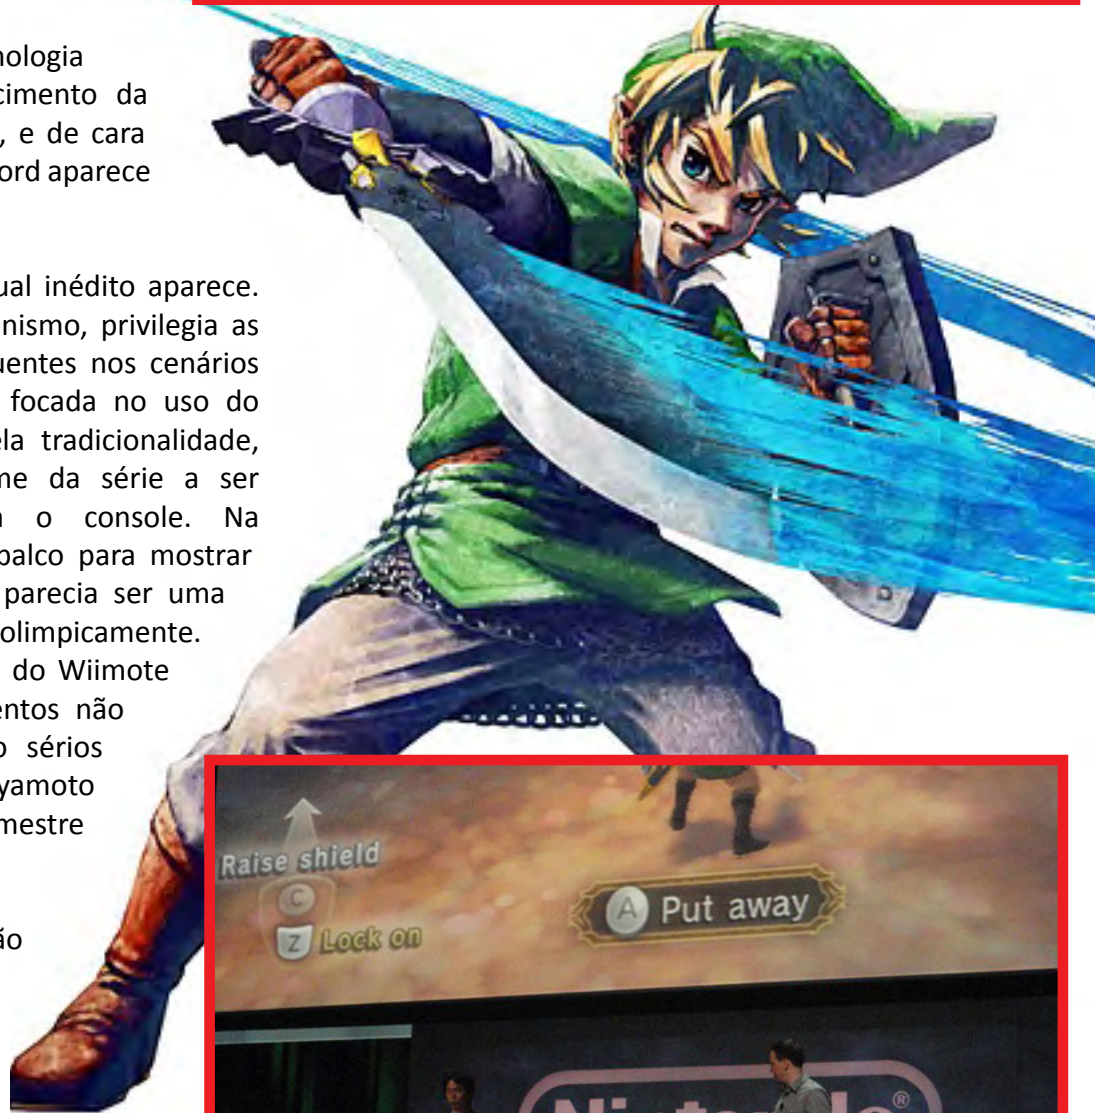 cimento da
, e de cara
aparece
ual inédito aparece.
nismo, privilegia as
uentes nos cenários
focada no uso do
ela tradicionalidade,
me da série a ser
o console. Na
palco para mostrar
parecia ser uma
olimpicamente.
do Wiimote
entos não
sérios
yamoto
mestre
ão
Raise shield
C
Z Lock on
A Put away
Nintendo®